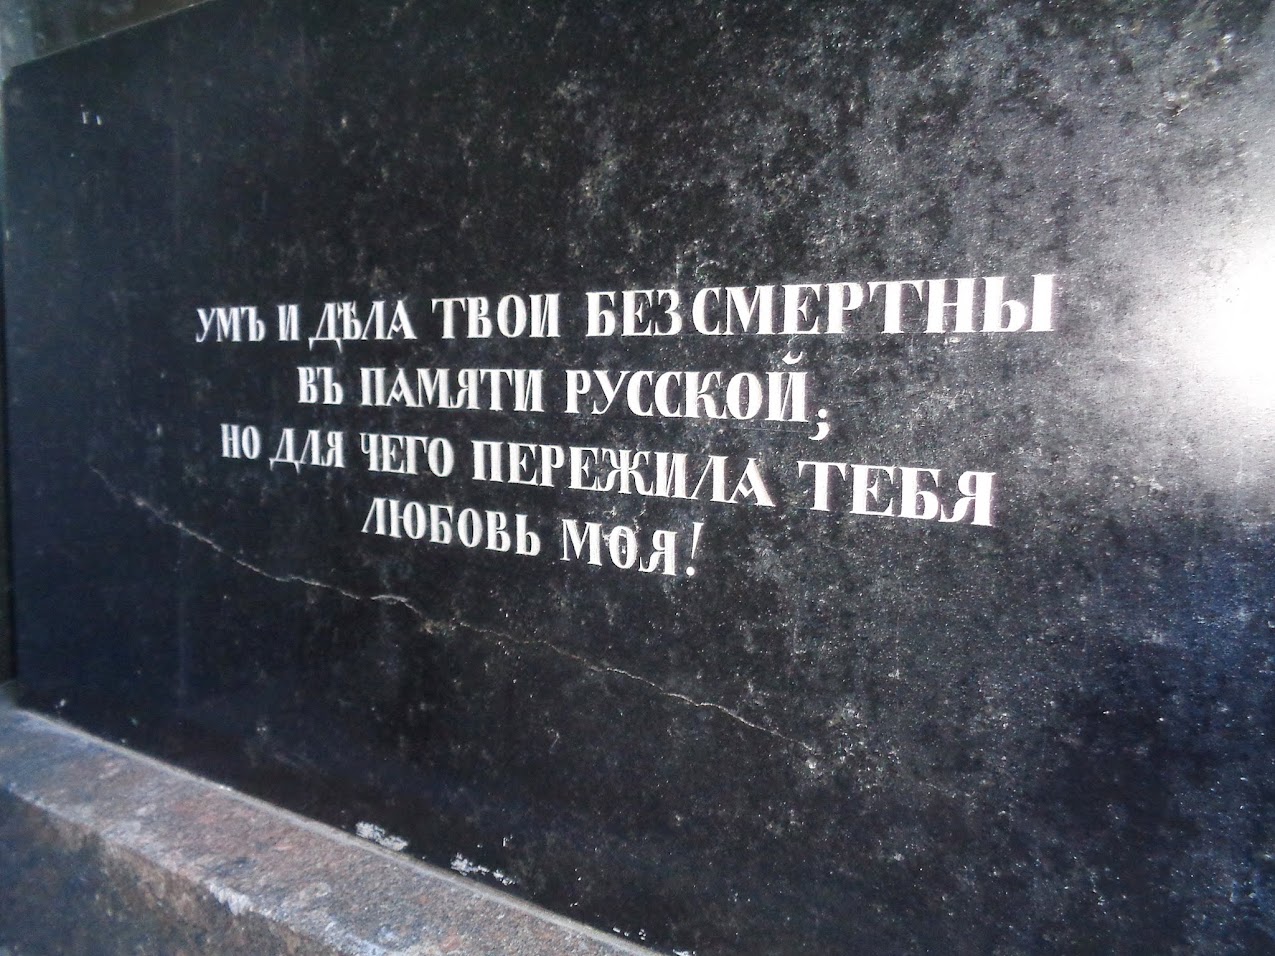 УМЪ И ДѢЛА ТВОИ БЕЗСМЕРТНЫ
ВЪ ПАМЯТИ РУССКОЙ;
НО ДЛЯ ЧЕГО ПЕРЕЖИЛА ТЕБЯ
ЛЮБОВЬ МОЯ!